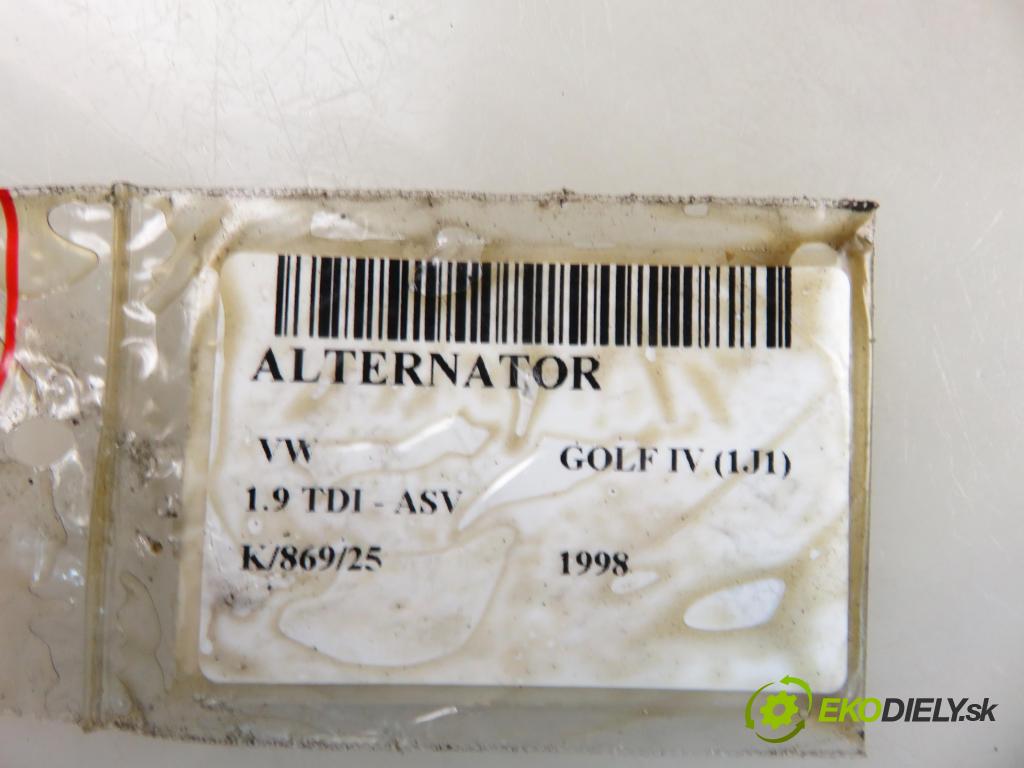 ALTERNATOR
VW GOLF IV (1J1)
1.9 TDI - ASV
K/869/25 1998
EKODIELY.sk